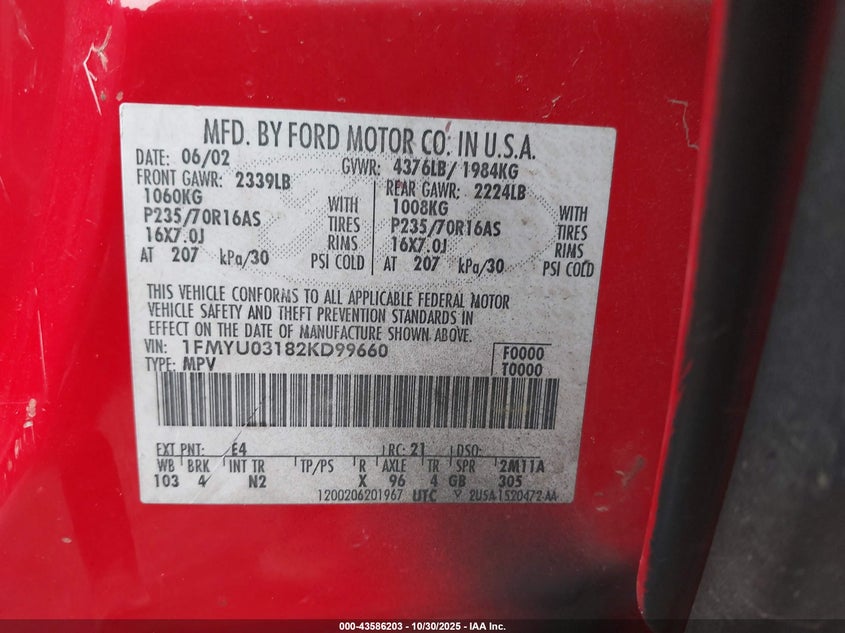 MFD. BY FORD MOTOR CO. IN U.S.A.
DATE: 06/02 GVWR: 4376LB/ 1984KG
FRONT GAWR: 2339LB REAR GAWR: 2224LB
1060KG WITH 1008KG WITH
P235/70R16AS TIRES P235/70R16AS TIRES
16X7.0J RIMS 16X7.0J RIMS
AT 207 kPa/30 PSI COLD AT 207 kPa/30 PSI COLD
THIS VEHICLE CONFORMS TO ALL APPLICABLE FEDERAL MOTOR
VEHICLE SAFETY AND THEFT PREVENTION STANDARDS IN
EFFECT ON THE DATE OF MANUFACTURE SHOWN ABOVE.
VIN: 1FMYU03182KD99660 F0000
TYPE: MPV T0000
EXT PNT: E4 RC: 21 DSO:
WB BRK INT TR TP/PS R AXLE TR SPR 2M11A
103 4 N2 X 96 4 GB 305
1200206201967 UTC 2U5A-1520472-AA
000-43586203 - 10/30/2025 - IAA Inc.